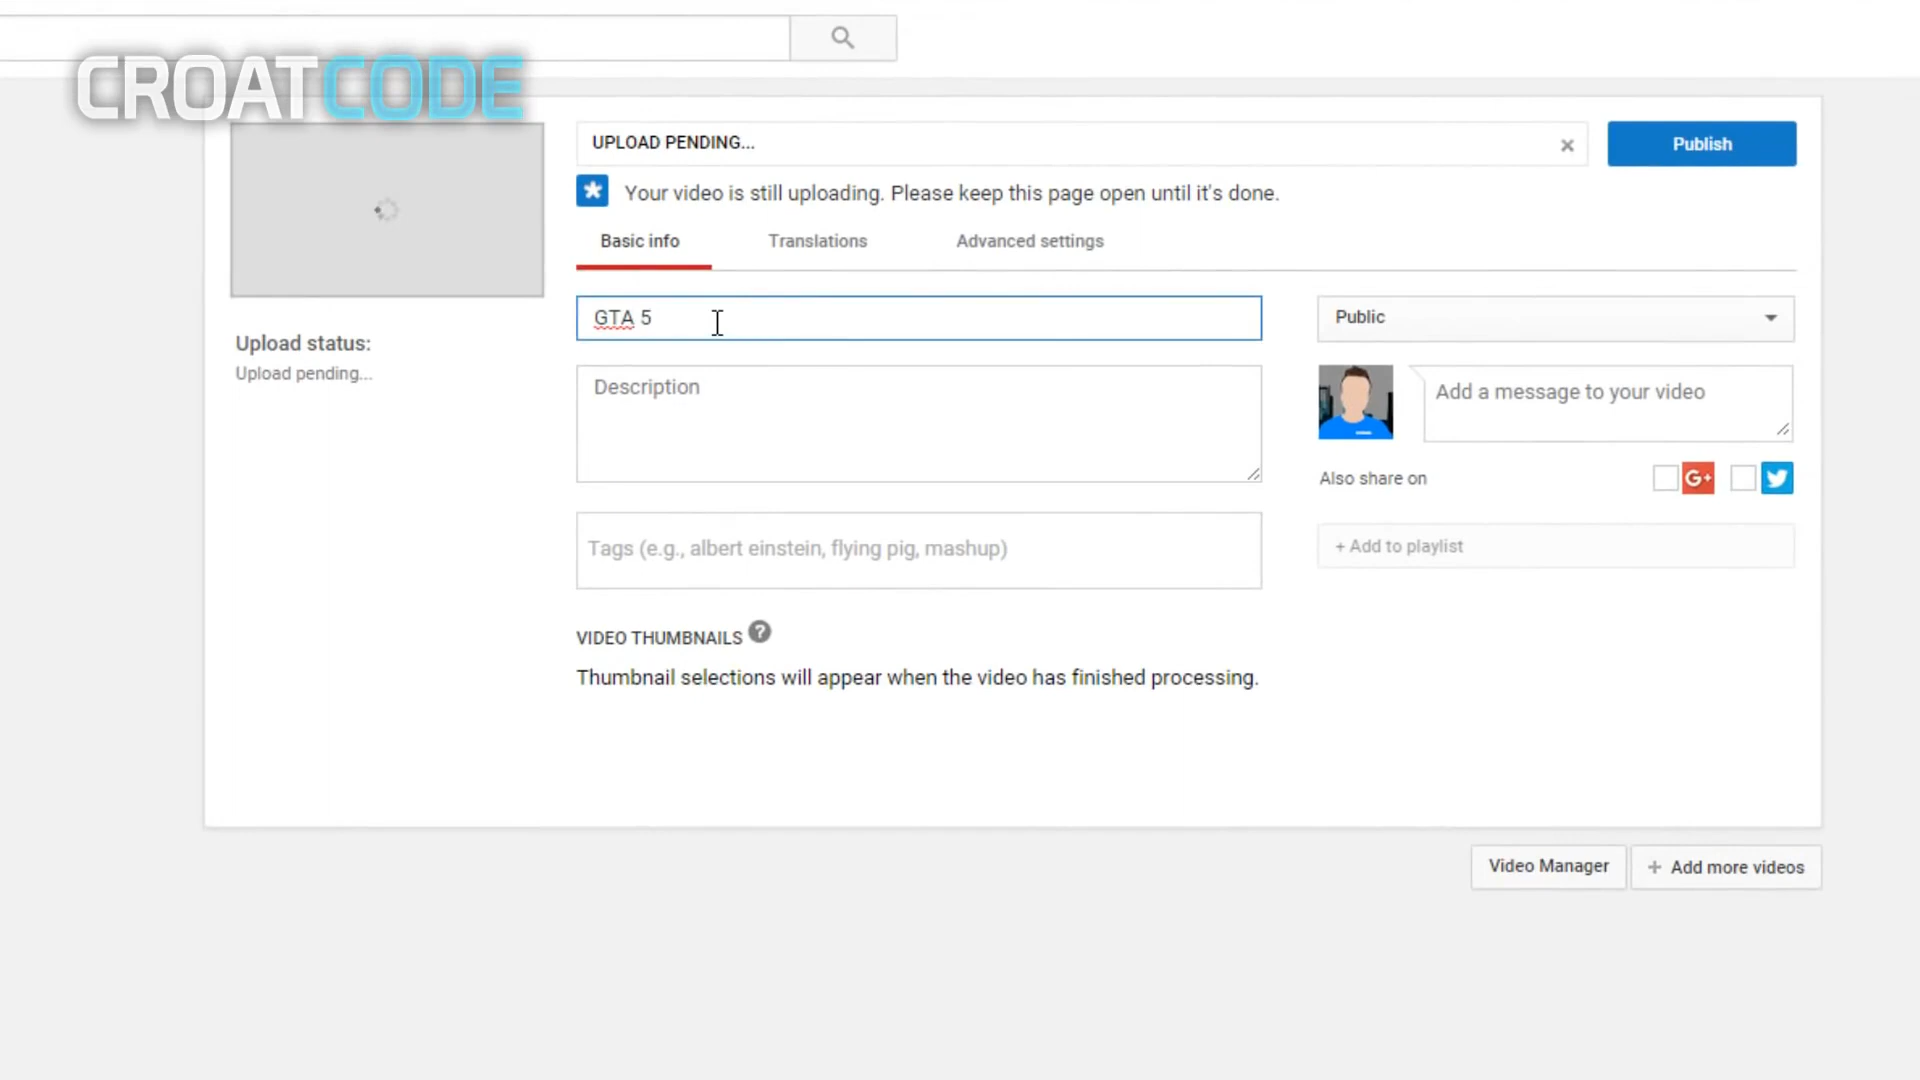 CROATCODE
UPLOAD PENDING...
Publish
Your video is still uploading. Please keep this page open until it's done.
Basic info
Translations
Advanced settings
GTA 5
Public
Upload status:
Upload pending...
Description
Add a message to your video
Also share on
G+
Tags (e.g., albert einstein, flying pig, mashup)
+ Add to playlist
VIDEO THUMBNAILS ?
Thumbnail selections will appear when the video has finished processing.
Video Manager
+ Add more videos